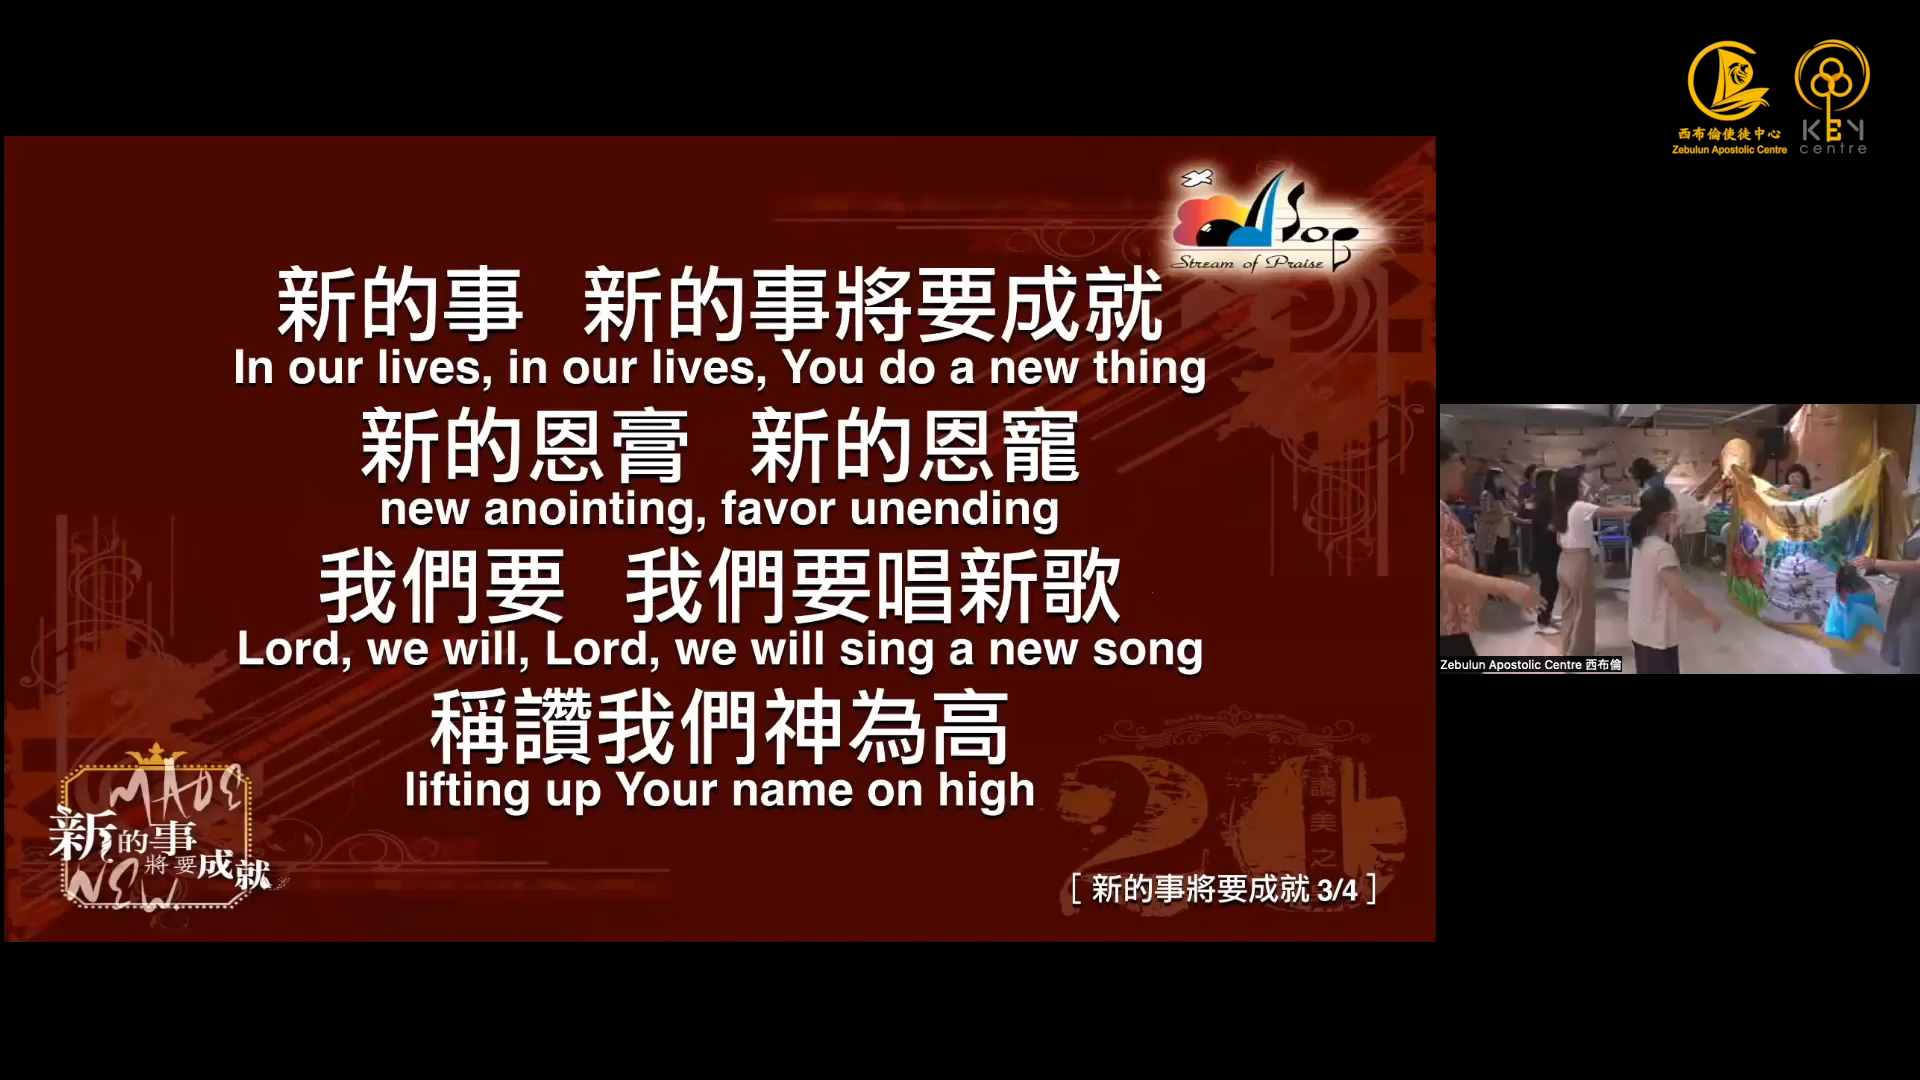 西布倫使徒中心
Zebulun Apostolic Centre
KEY
centre
Sop
Stream of Praise
新的事 新的事將要成就
In our lives, in our lives, You do a new thing
新的恩膏 新的恩寵
new anointing, favor unending
我們要 我們要唱新歌
Lord, we will, Lord, we will sing a new song
稱讚我們神為高
lifting up Your name on high
Zebulun Apostolic Centre 西布倫
MADE
新的事
將要成就
NEW
20
讚美之
[ 新的事將要成就 3/4 ]